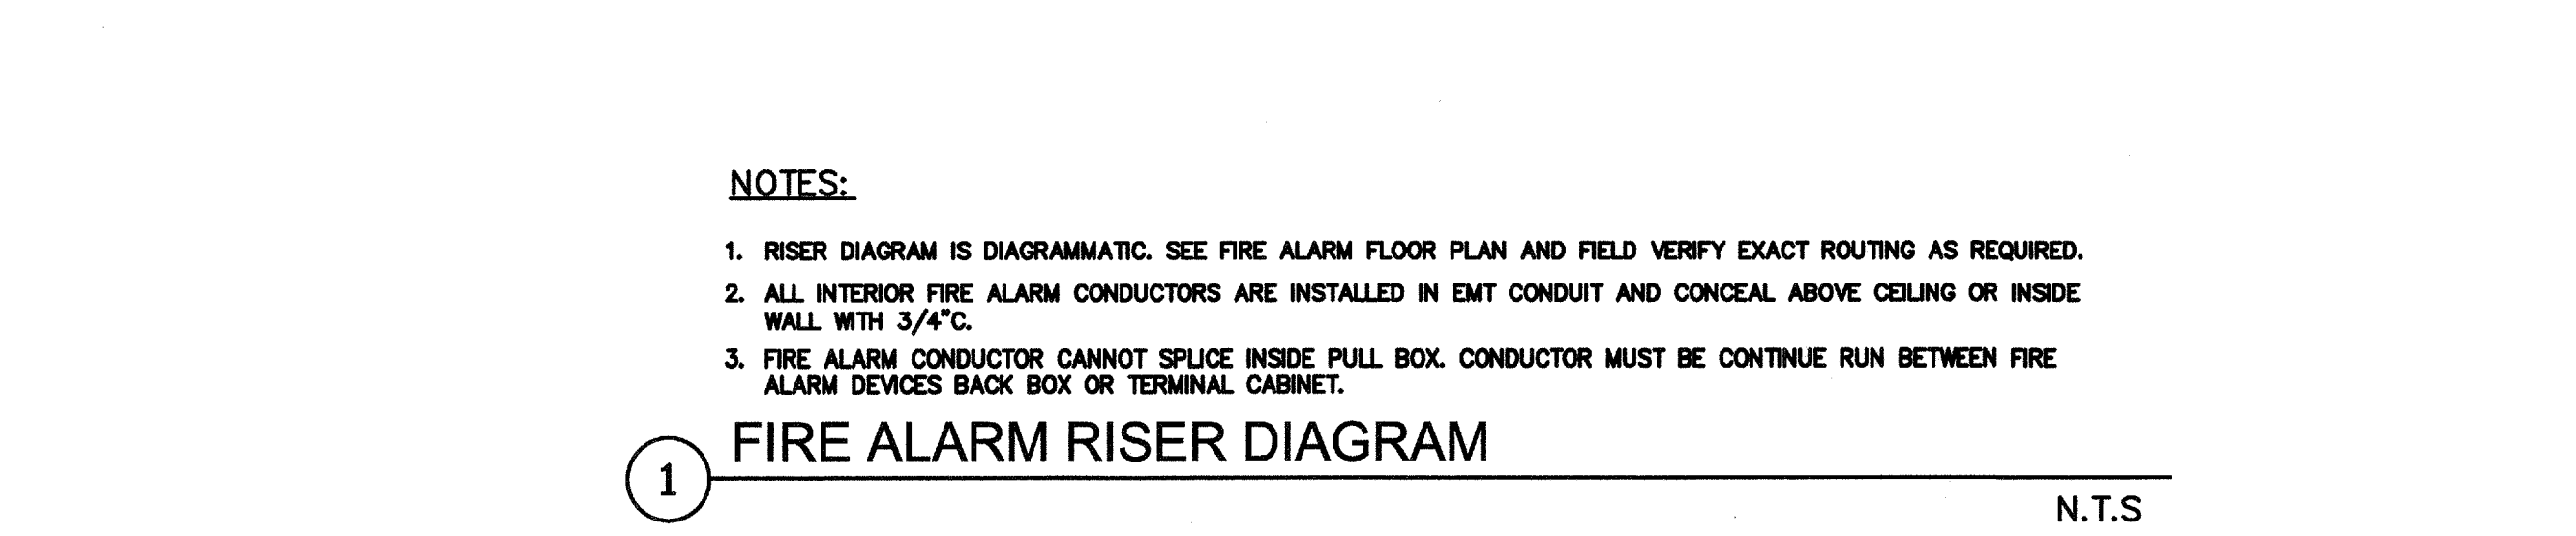 NOTES:
1. RISER DIAGRAM IS DIAGRAMMATIC. SEE FIRE ALARM FLOOR PLAN AND FIELD VERIFY EXACT ROUTING AS REQUIRED.
2. ALL INTERIOR FIRE ALARM CONDUCTORS ARE INSTALLED IN EMT CONDUIT AND CONCEAL ABOVE CEILING OR INSIDE
WALL WITH 3/4"C.
3. FIRE ALARM CONDUCTOR CANNOT SPLICE INSIDE PULL BOX. CONDUCTOR MUST BE CONTINUE RUN BETWEEN FIRE
ALARM DEVICES BACK BOX OR TERMINAL CABINET.
FIRE ALARM RISER DIAGRAM
1
N.T.S